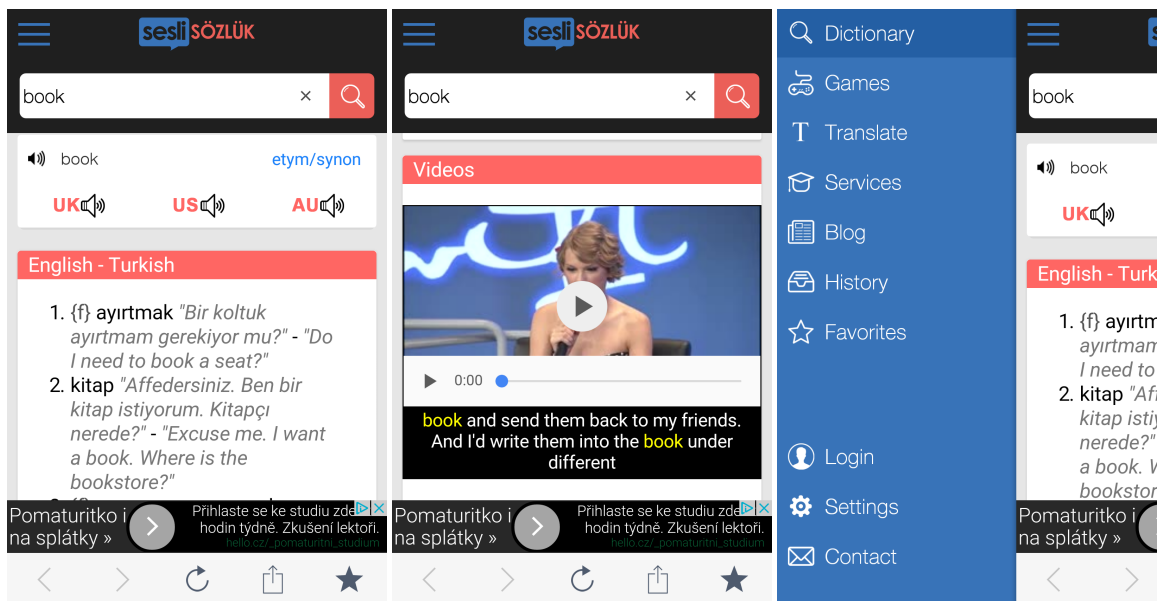 sesli SÖZLÜK
book
book
etym/synon
UK
US
AU
English - Turkish
1. {f} ayırtmak "Bir koltuk
ayırtmam gerekiyor mu?" - "Do
I need to book a seat?"
2. kitap "Affedersiniz. Ben bir
kitap istiyorum. Kitapçı
nerede?" - "Excuse me. I want
a book. Where is the
bookstore?"
Pomaturitko i
na splátky »
Přihlaste se ke studiu zde
hodin týdně. Zkušení lektoři.
hello.cz/_pomaturitni_studium
sesli SÖZLÜK
book
Videos
0:00
book and send them back to my friends.
And I'd write them into the book under
different
Pomaturitko i
na splátky »
Přihlaste se ke studiu zde
hodin týdně. Zkušení lektoři.
hello.cz/_pomaturitni_studium
Dictionary
Games
T Translate
Services
Blog
History
Favorites
Login
Settings
Contact
s
book
book
UK
English - Turk
1. {f} ayırtm
ayırtmam
I need to
2. kitap "Aff
kitap istiy
nerede?"
a book. W
bookstor
Pomaturitko i
na splátky »